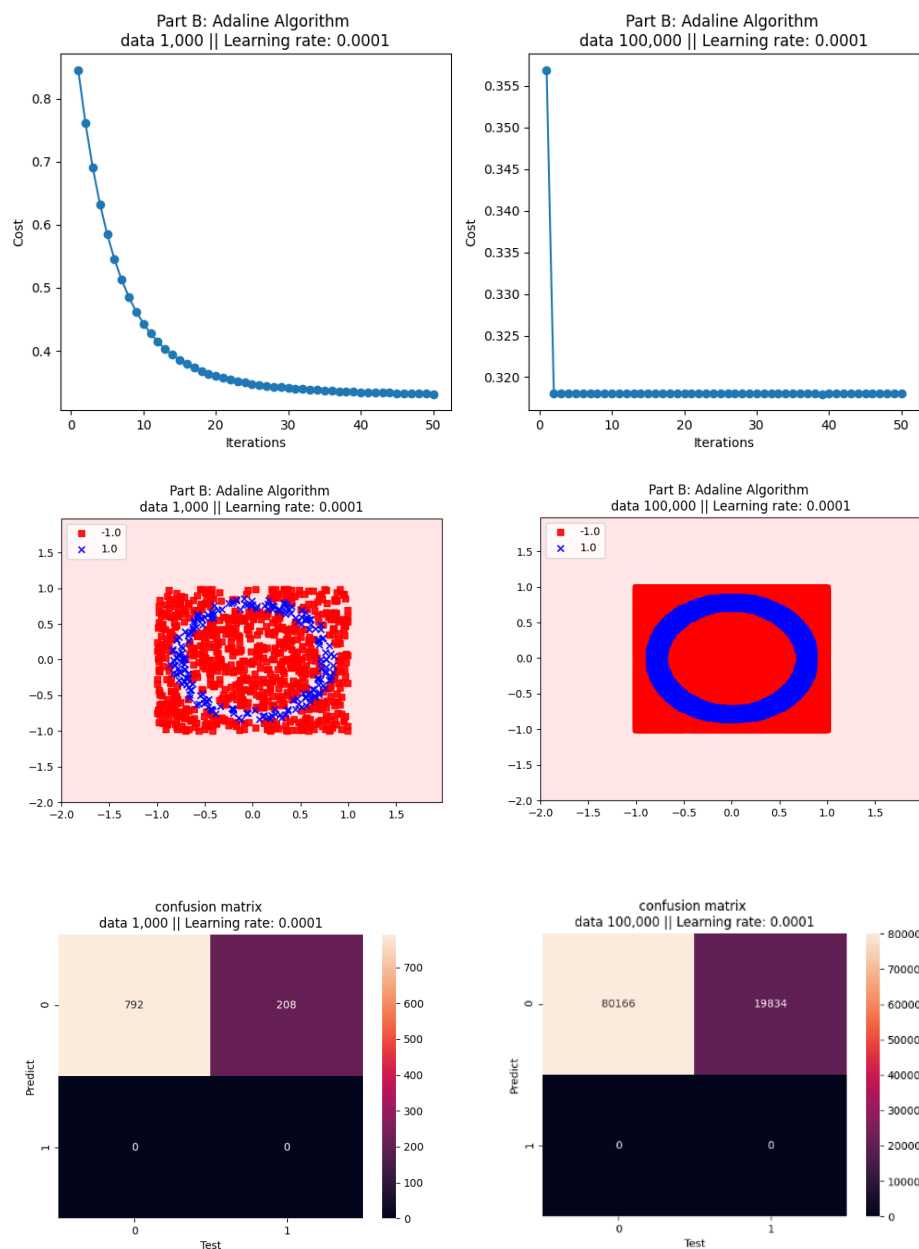 Part B: Adaline Algorithm
data 1,000 || Learning rate: 0.0001
0.8
0.7
0.6
0.5
0.4
Cost
0 10 20 30 40 50
Iterations
Part B: Adaline Algorithm
data 100,000 || Learning rate: 0.0001
0.355
0.350
0.345
0.340
0.335
0.330
0.325
0.320
Cost
0 10 20 30 40 50
Iterations
Part B: Adaline Algorithm
data 1,000 || Learning rate: 0.0001
-1.0
1.0
1.5
1.0
0.5
0.0
−0.5
−1.0
−1.5
−2.0
−2.0 −1.5 −1.0 −0.5 0.0 0.5 1.0 1.5
Part B: Adaline Algorithm
data 100,000 || Learning rate: 0.0001
-1.0
1.0
1.5
1.0
0.5
0.0
−0.5
−1.0
−1.5
−2.0
−2.0 −1.5 −1.0 −0.5 0.0 0.5 1.0 1.5
confusion matrix
data 1,000 || Learning rate: 0.0001
0
792 208
Predict
1
0 0
0 1
Test
700
600
500
400
300
200
100
0
confusion matrix
data 100,000 || Learning rate: 0.0001
0
80166 19834
Predict
1
0 0
0 1
Test
80000
70000
60000
50000
40000
30000
20000
10000
0